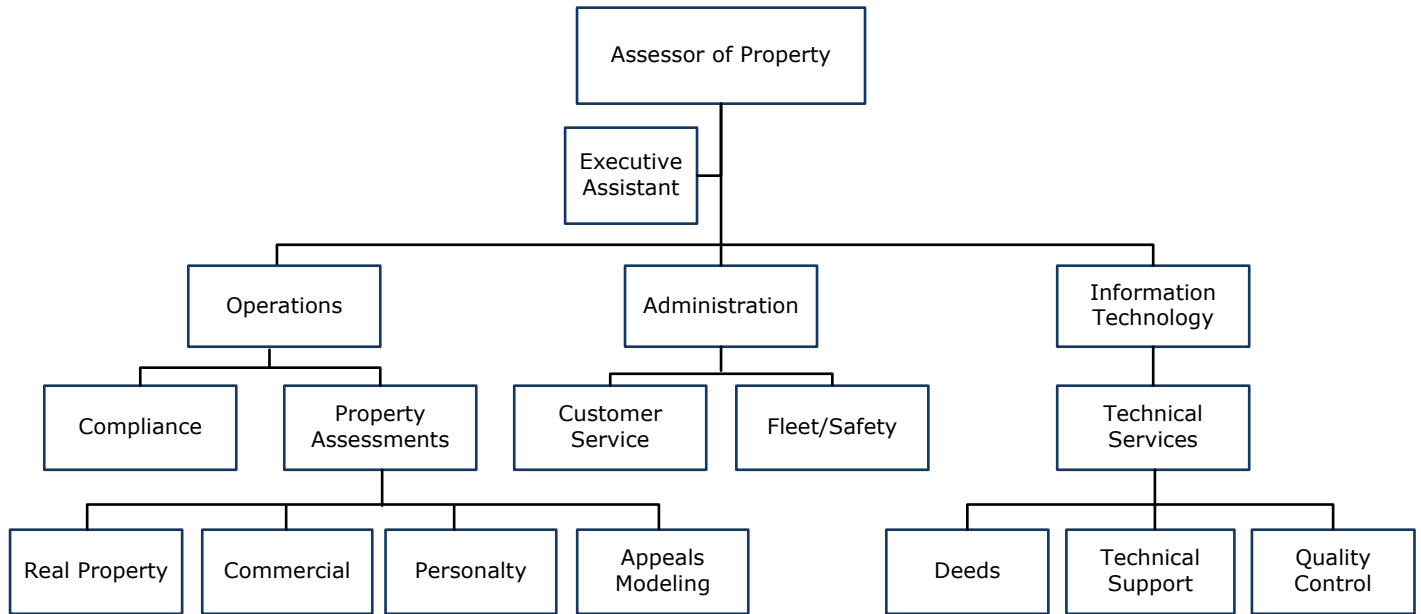 Assessor of Property
Executive
Assistant
Operations
Administration
Information
Technology
Compliance
Property
Assessments
Customer
Service
Fleet/Safety
Technical
Services
Real Property
Commercial
Personalty
Appeals
Modeling
Deeds
Technical
Support
Quality
Control